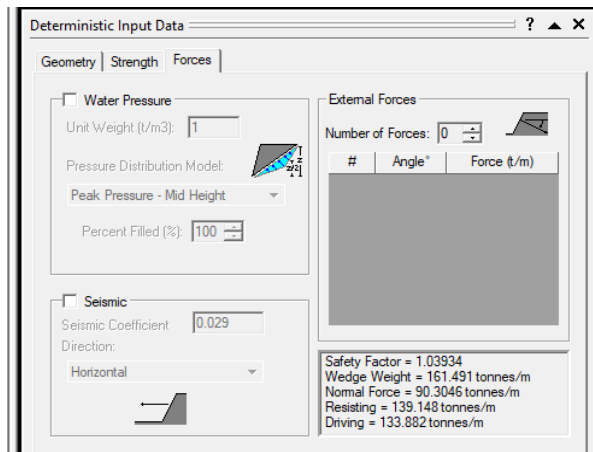 Deterministic Input Data
Geometry Strength Forces
Water Pressure
Unit Weight (t/m3): 1
Pressure Distribution Model:
z
z/2
Peak Pressure - Mid Height
Percent Filled (%): 100
Seismic
Seismic Coefficient 0.029
Direction:
Horizontal
External Forces
Number of Forces: 0
# Angle° Force (t/m)
Safety Factor = 1.03934
Wedge Weight = 161.491 tonnes/m
Normal Force = 90.3046 tonnes/m
Resisting = 139.148 tonnes/m
Driving = 133.882 tonnes/m